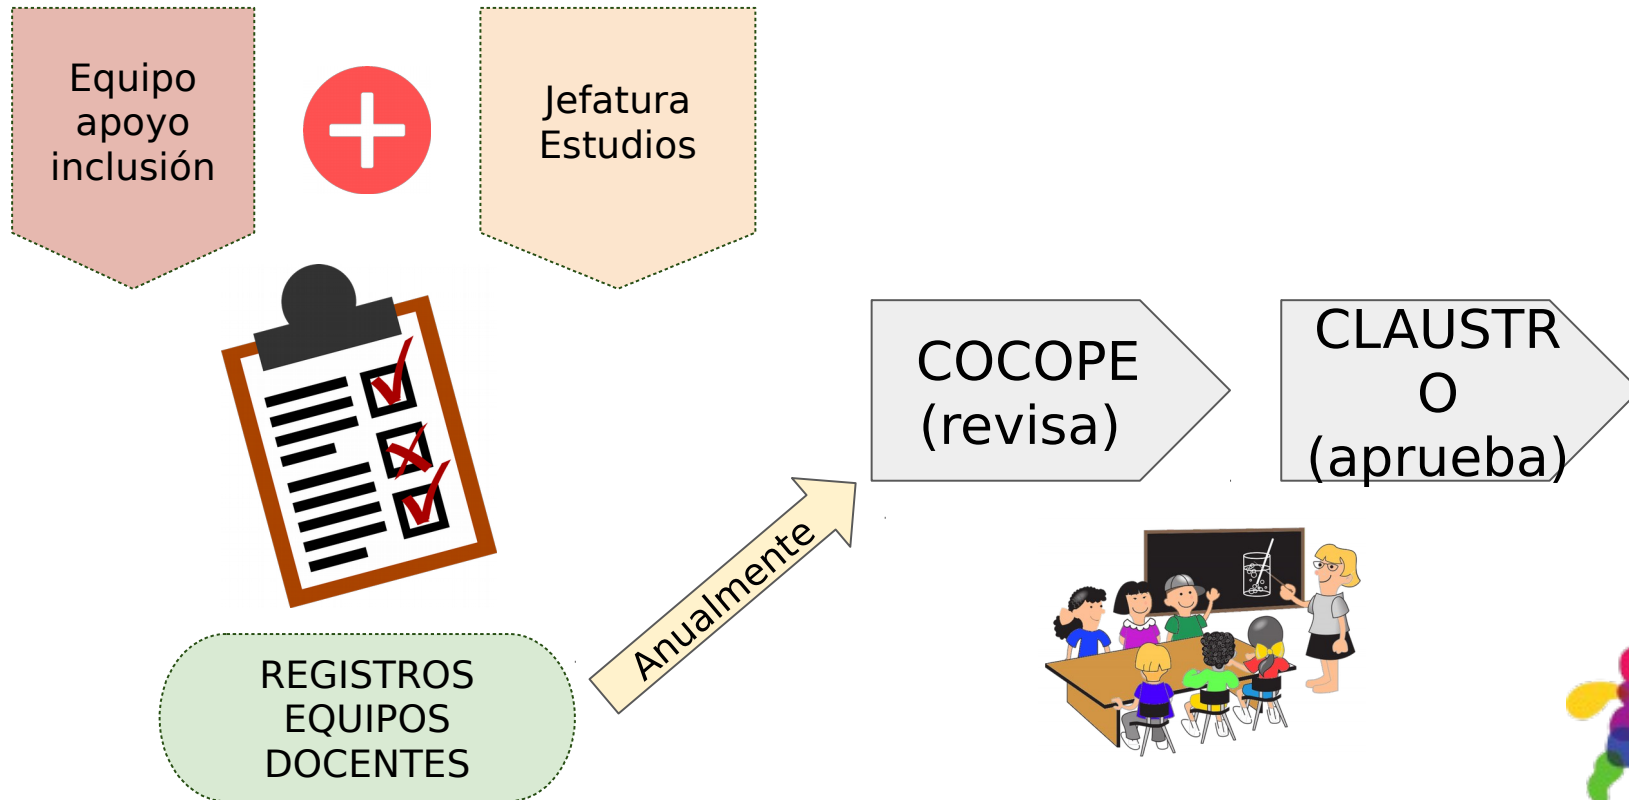 Equipo
apoyo
inclusión
Jefatura
Estudios
COCOPE
(revisa)
CLAUSTR
O
(aprueba)
Anualmente
REGISTROS
EQUIPOS
DOCENTES